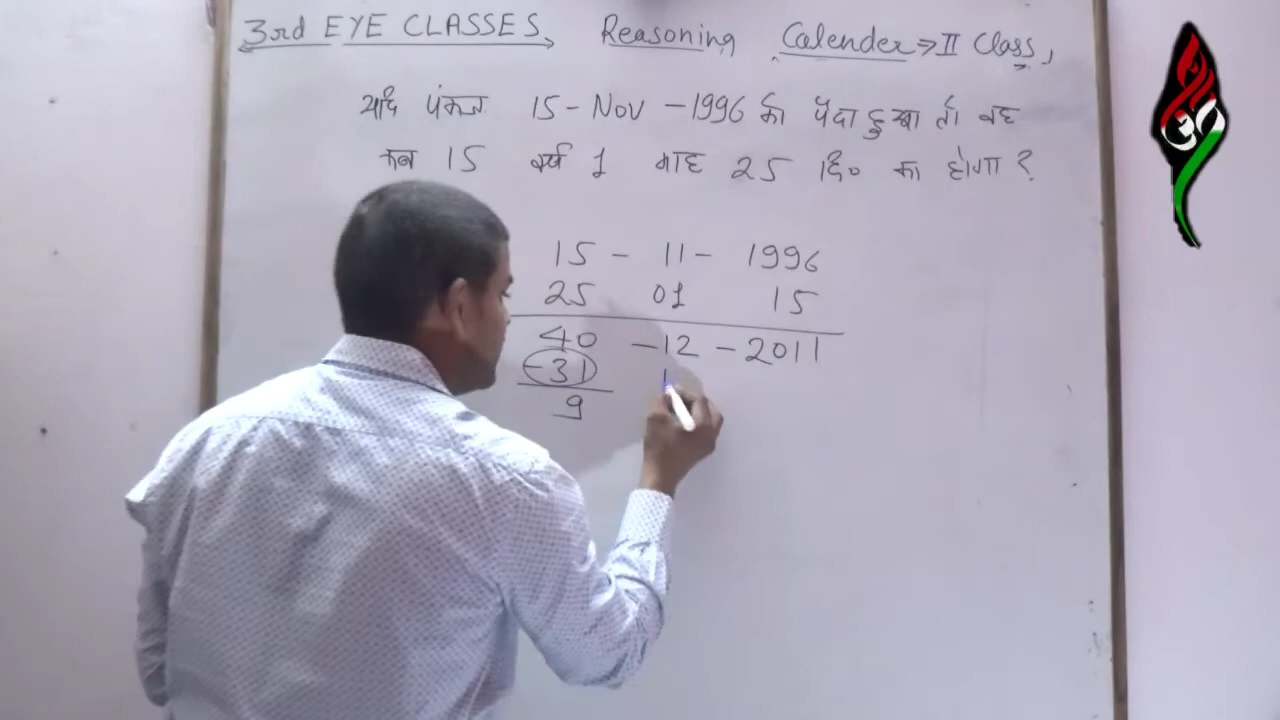 3rd EYE CLASSES, Reasoning Calender ⇒ II Class,
यदि पंकज 15 - Nov - 1996 को पैदा हुआ तो वह
कब 15 वर्ष 1 माह 25 दि० का होगा ?
15 - 11 - 1996
25 01 15
40 - 12 - 2011
- 31 1
9